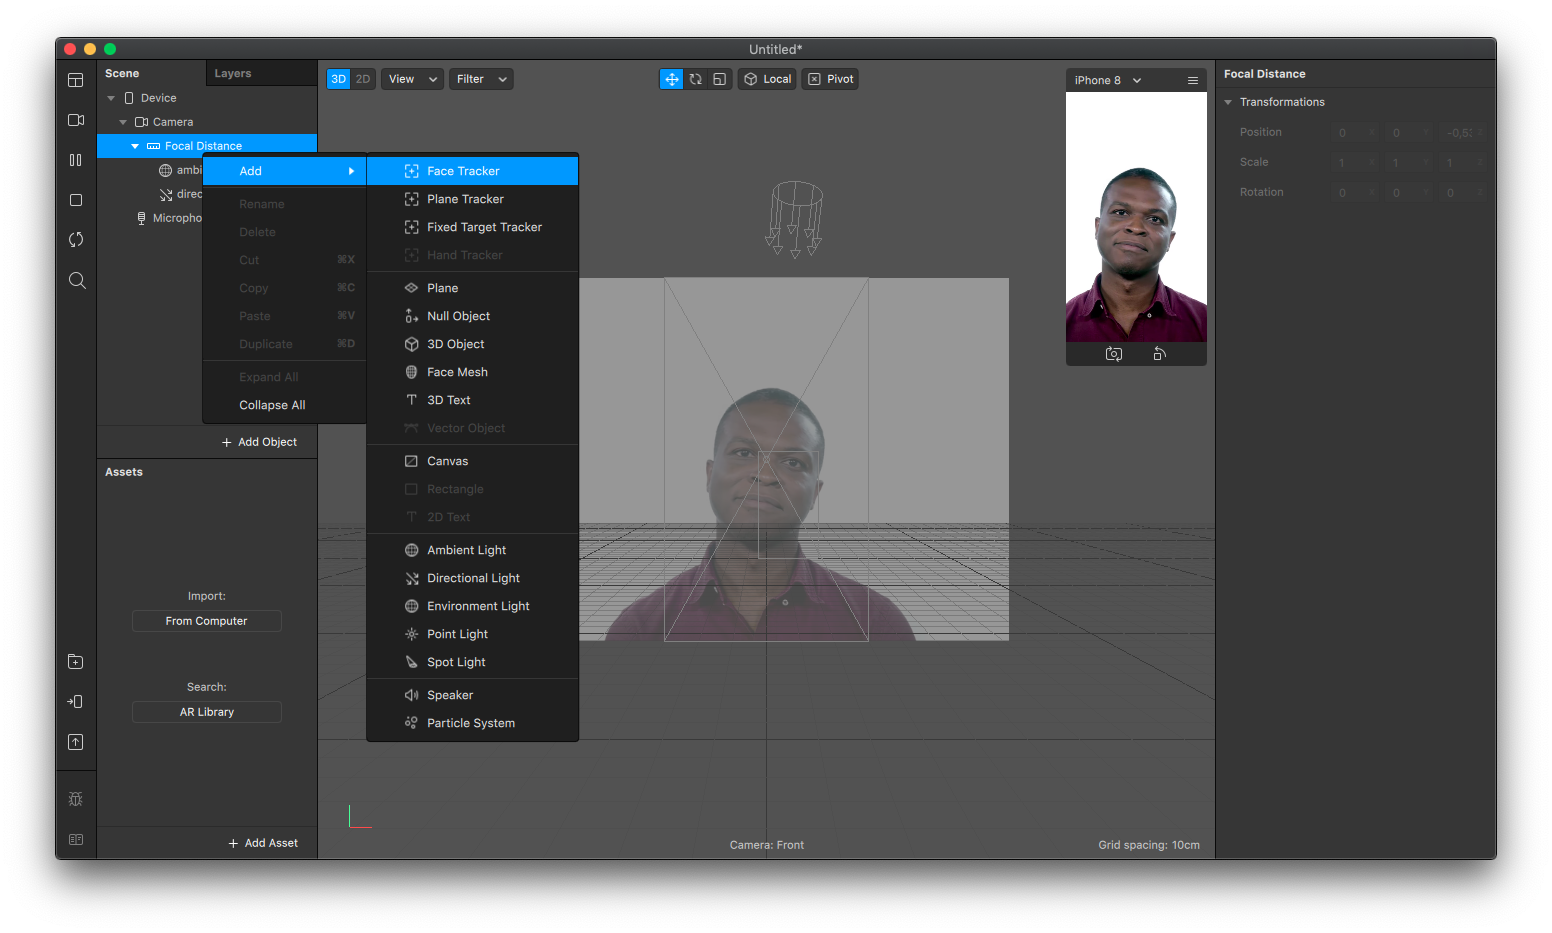 Untitled*
Scene
Layers
Device
Camera
Focal Distance
ambi
direc
Micropho
Add
Rename
Delete
Cut ⌘X
Copy ⌘C
Paste ⌘V
Duplicate ⌘D
Expand All
Collapse All
Face Tracker
Plane Tracker
Fixed Target Tracker
Hand Tracker
Plane
Null Object
3D Object
Face Mesh
3D Text
Vector Object
Canvas
Rectangle
2D Text
Ambient Light
Directional Light
Environment Light
Point Light
Spot Light
Speaker
Particle System
+ Add Object
Assets
Import:
From Computer
Search:
AR Library
+ Add Asset
3D 2D View Filter
Local Pivot
iPhone 8
Camera: Front
Grid spacing: 10cm
Focal Distance
Transformations
Position 0 0 -0,5
Scale 1 1 1
Rotation 0 0 0